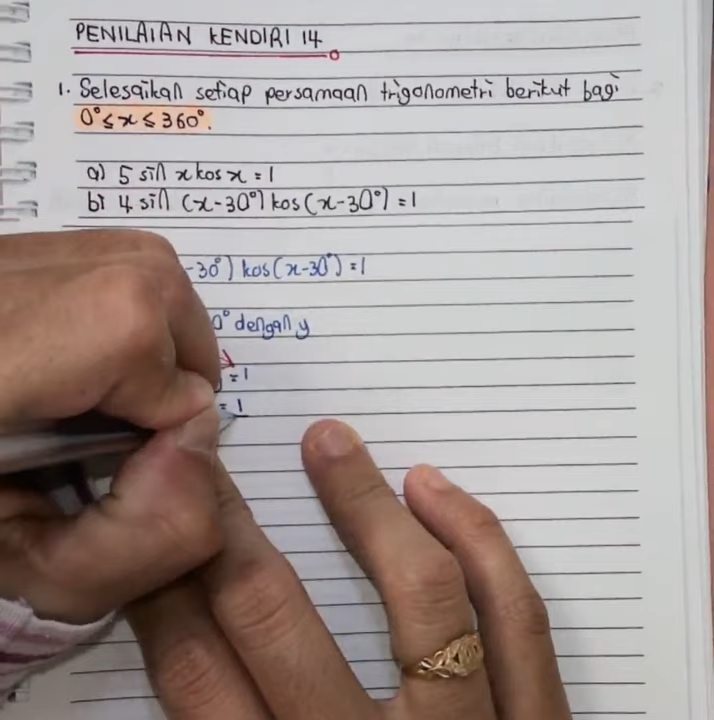 PENILAIAN KENDIRI 14
1. Selesaikan setiap persamaan trigonometri berikut bagi
0° ≤ x ≤ 360°.
a) 5 sin x kos x = 1
b) 4 sin (x-30°) kos (x-30°) = 1
-30°) kos(x-30°) = 1
0° dengan y
) = 1
= 1